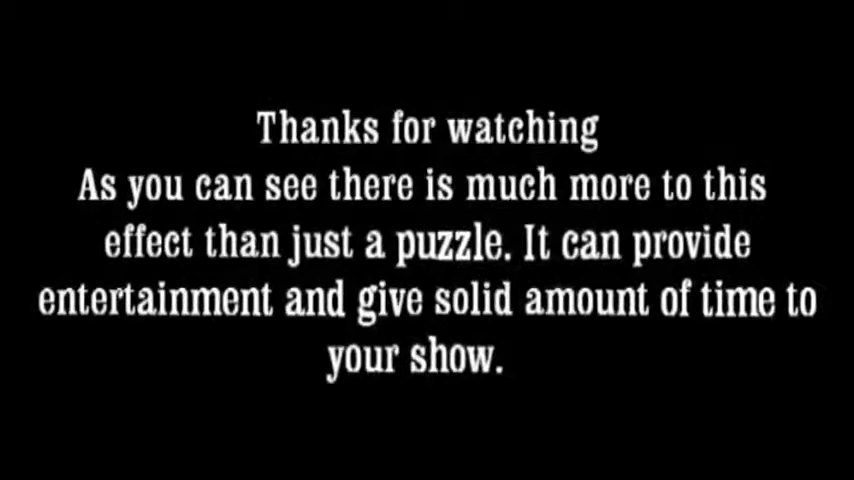 Thanks for watching
As you can see there is much more to this
effect than just a puzzle. It can provide
entertainment and give solid amount of time to
your show.